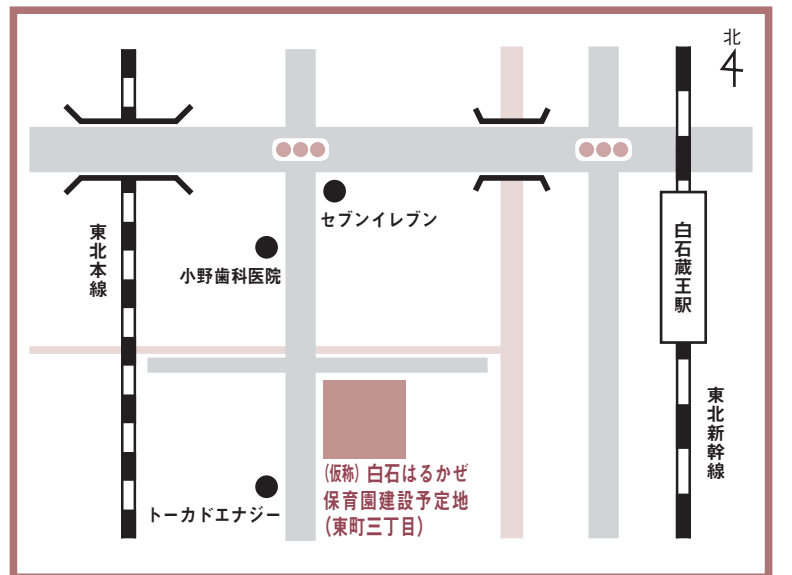 北
セブンイレブン
東北本線
小野歯科医院
白石蔵王駅
東北新幹線
(仮称) 白石はるかぜ
保育園建設予定地
(東町三丁目)
トーカドエナジー